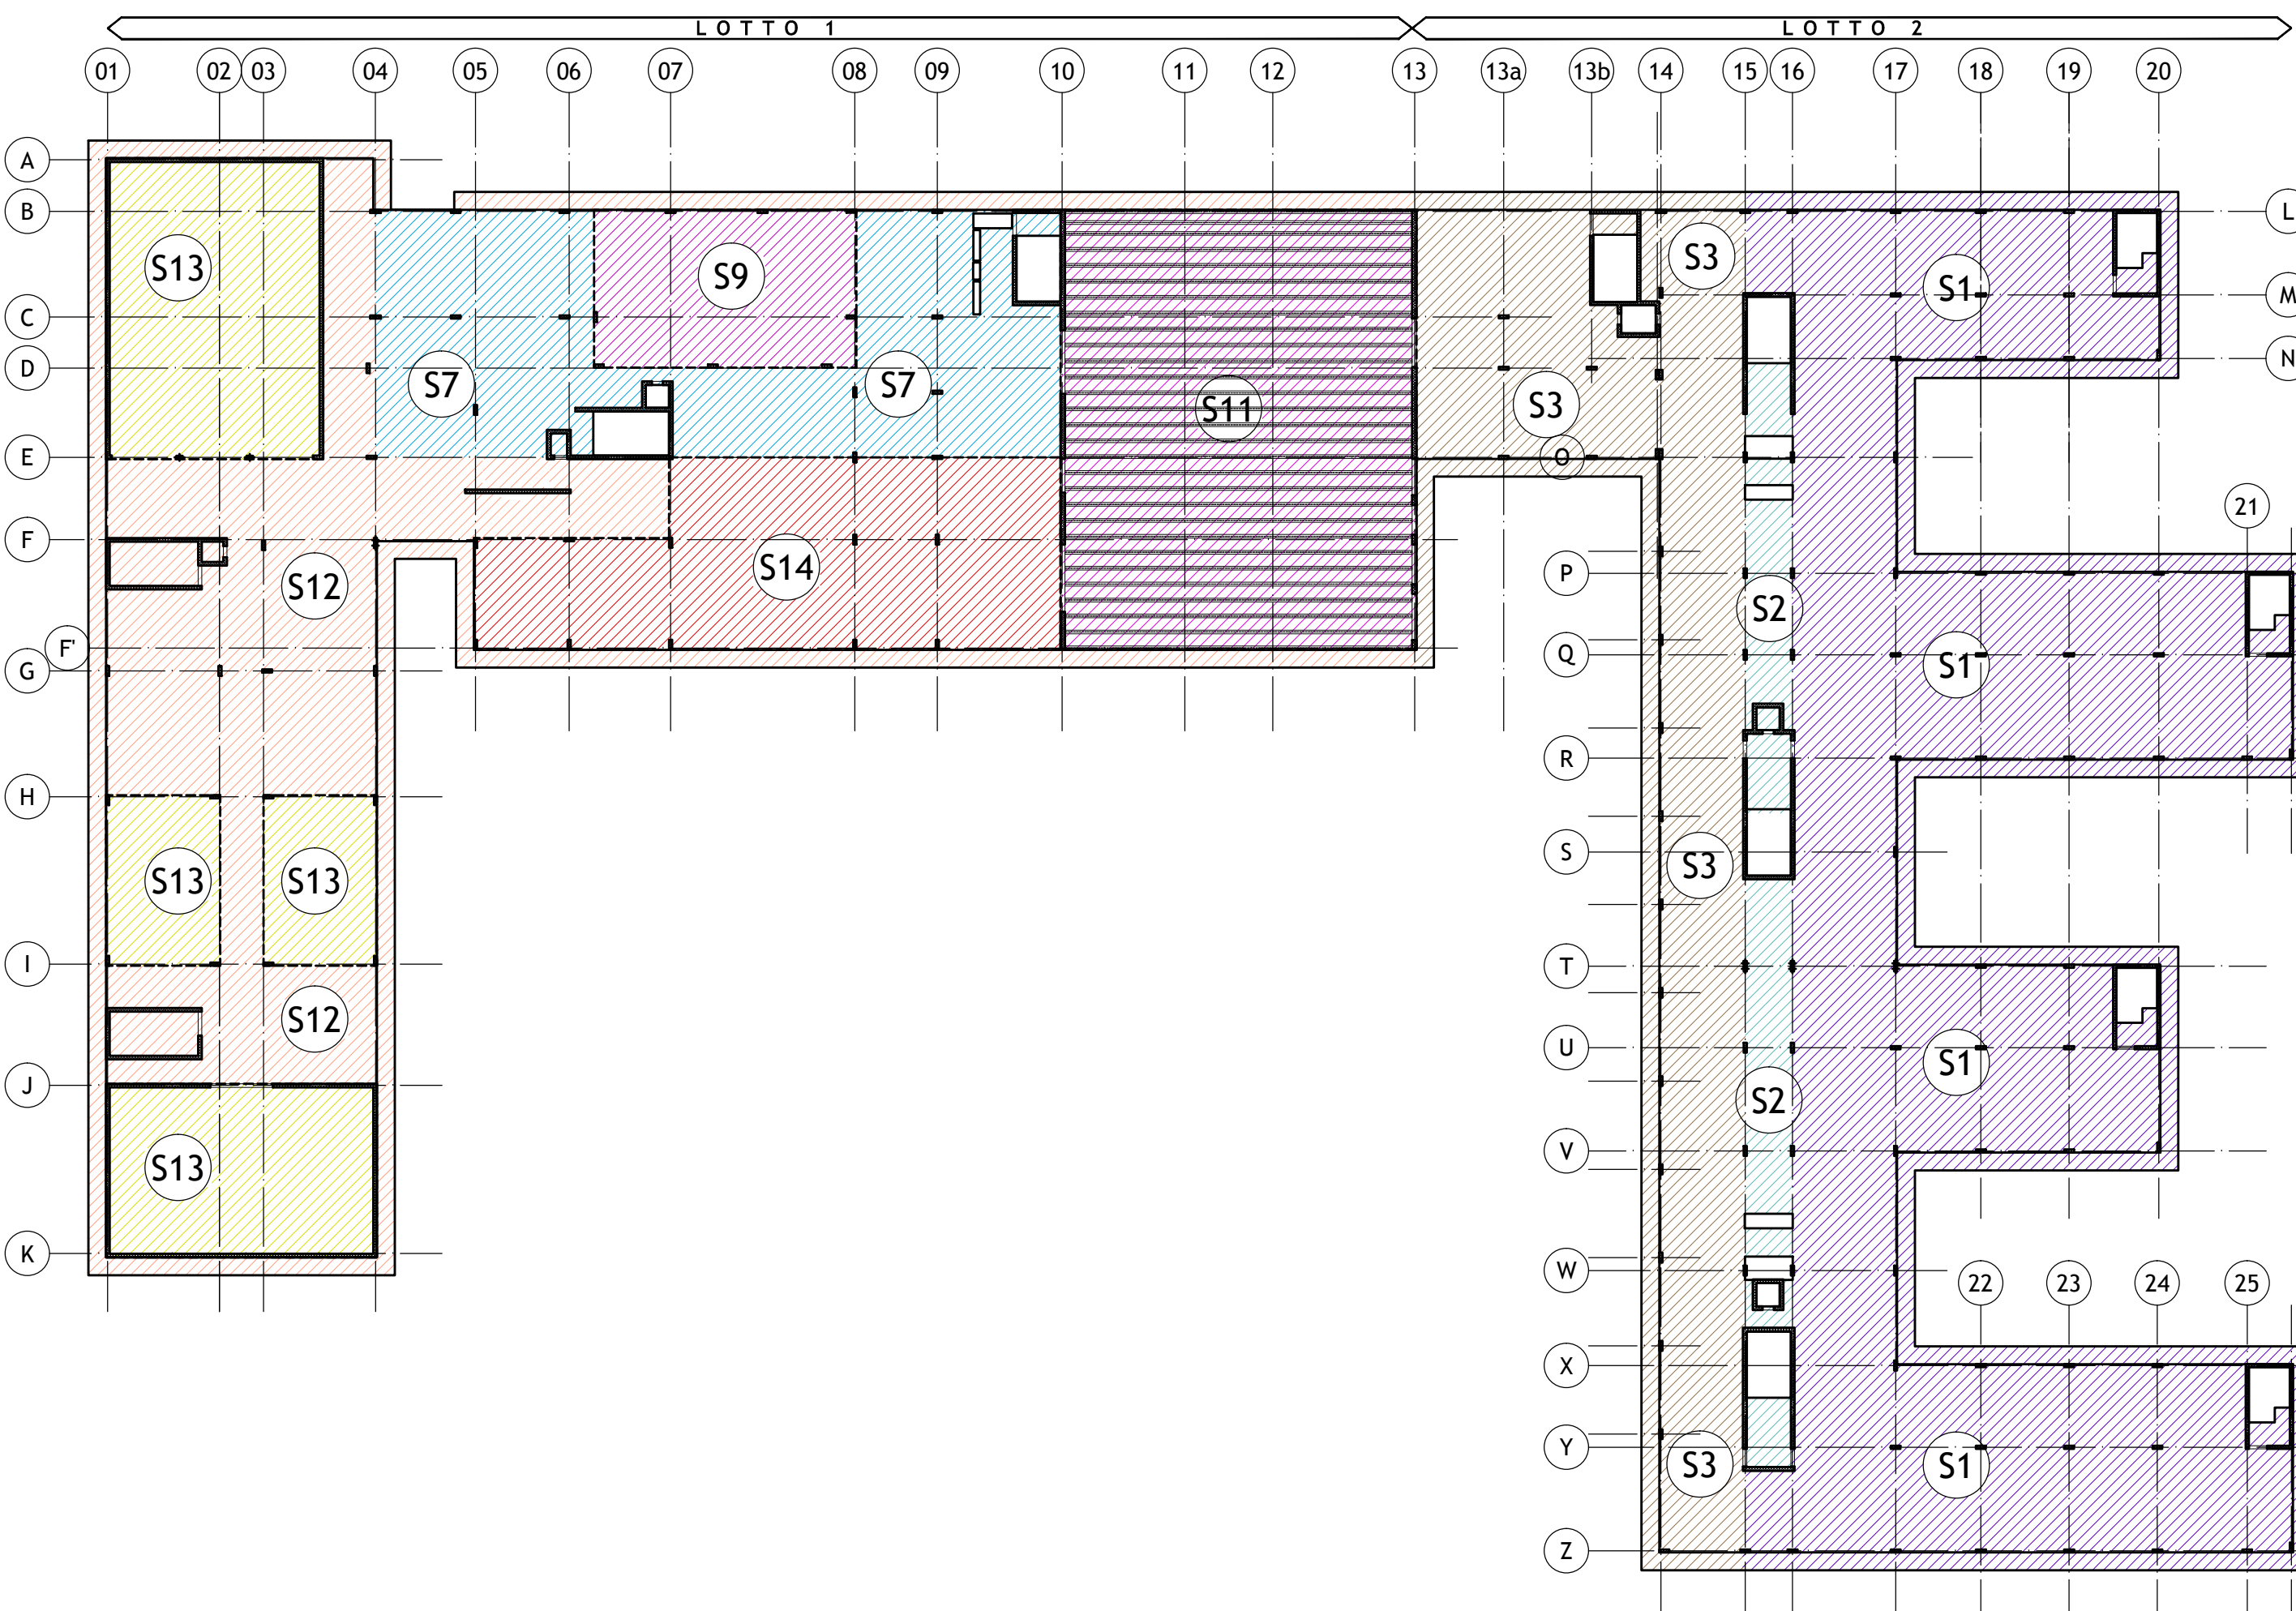 LOTTO 1 LOTTO 2
01 02 03 04 05 06 07 08 09 10 11 12 13 13a 13b 14 15 16 17 18 19 20
A
B L
S3
S13 S9 S1
M
C
D N
S7 S7
S3 S11
E O
21
F
S14 P
S12
S2
F' Q
G S1
R
H
S
S13 S13 S3
I T
S12
U
S1
J
S2
V
S13
K
W 22 23 24 25
X
Y
S3 S1
Z